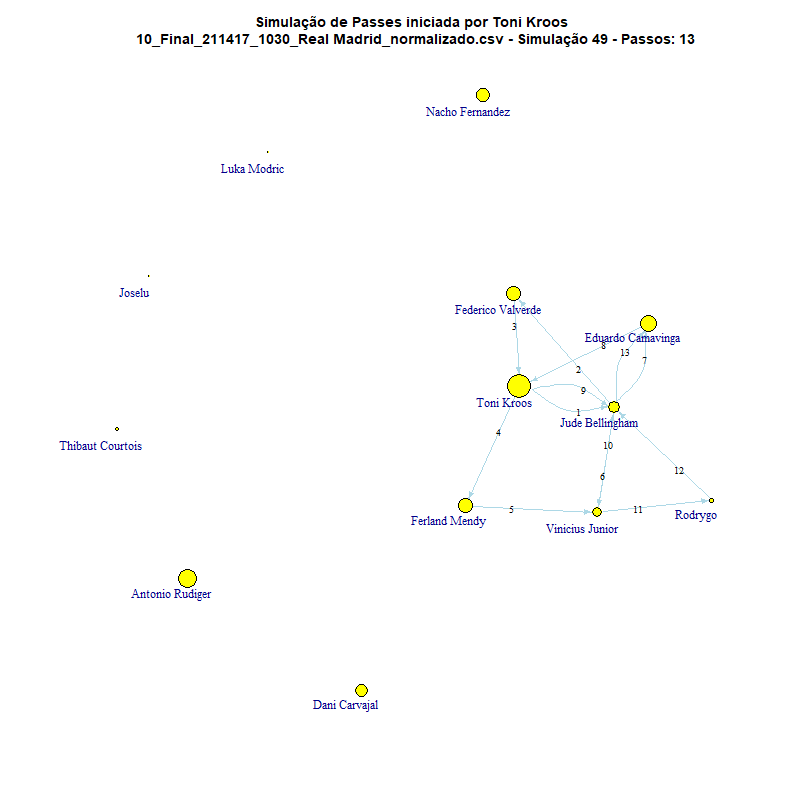 Simulação de Passes iniciada por Toni Kroos
10_Final_211417_1030_Real Madrid_normalizado.csv - Simulação 49 - Passos: 13
Nacho Fernandez
Luka Modric
Joselu
Federico Valverde
3
Eduardo Camavinga
8
13
7
2
9
Toni Kroos
1
Jude Bellingham
4
10
Thibaut Courtois
12
6
5
11
Ferland Mendy
Rodrygo
Vinicius Junior
Antonio Rudiger
Dani Carvajal